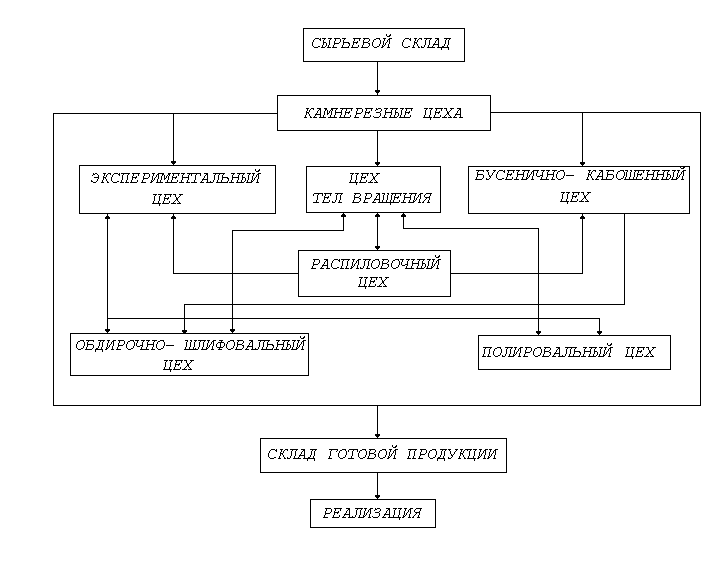 СЫРЬЕВОЙ СКЛАД
КАМНЕРЕЗНЫЕ ЦЕХА
ЭКСПЕРИМЕНТАЛЬНЫЙ
ЦЕХ
ЦЕХ
ТЕЛ ВРАЩЕНИЯ
БУСЕНИЧНО- КАБОШЕННЫЙ
ЦЕХ
РАСПИЛОВОЧНЫЙ
ЦЕХ
ОБДИРОЧНО- ШЛИФОВАЛЬНЫЙ
ЦЕХ
ПОЛИРОВАЛЬНЫЙ ЦЕХ
СКЛАД ГОТОВОЙ ПРОДУКЦИИ
РЕАЛИЗАЦИЯ